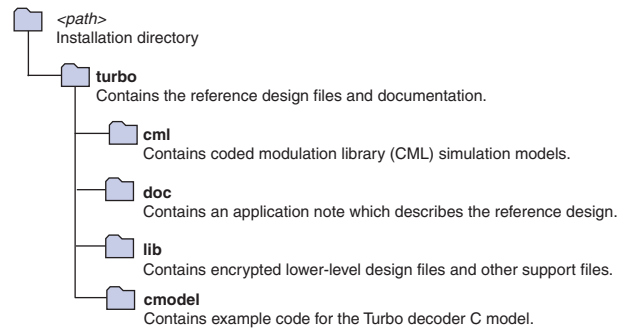 <path>
Installation directory
turbo
Contains the reference design files and documentation.
cml
Contains coded modulation library (CML) simulation models.
doc
Contains an application note which describes the reference design.
lib
Contains encrypted lower-level design files and other support files.
cmodel
Contains example code for the Turbo decoder C model.